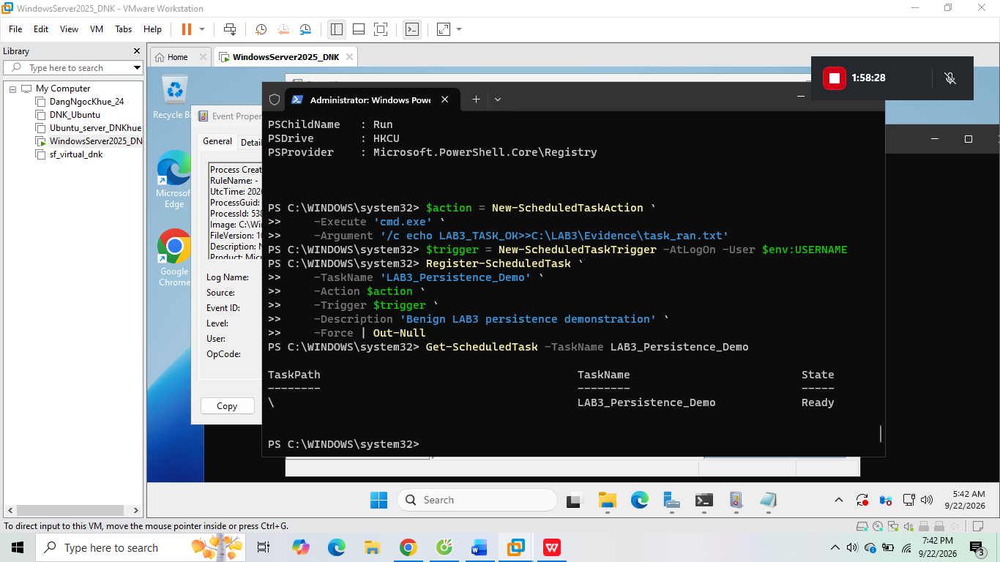 WindowsServer2025_DNK - VMware Workstation
File Edit View VM Tabs Help
Library
Type here to search
My Computer
DangNgocKhue_24
DNK_Ubuntu
Ubuntu_server_DNKhue
WindowsServer2025_DN
sf_virtual_dnk
Home
WindowsServer2025_DNK
1:58:28
Recycle Bi
Microsof
Edge
Google
Chrome
Event Proper
General Detai
Process Creat
RuleName: -
UtcTime: 202
ProcessGuid:
ProcessId: 538
Image: C:\Wi
FileVersion: 10
Description: N
Product: Micr
Log Name:
Source:
Event ID:
Level:
User:
OpCode:
Copy
Administrator: Windows Powe
PSChildName   : Run
PSDrive       : HKCU
PSProvider    : Microsoft.PowerShell.Core\Registry
PS C:\WINDOWS\system32> $action = New-ScheduledTaskAction `
>>     -Execute 'cmd.exe' `
>>     -Argument '/c echo LAB3_TASK_OK>>C:\LAB3\Evidence\task_ran.txt'
PS C:\WINDOWS\system32> $trigger = New-ScheduledTaskTrigger -AtLogOn -User $env:USERNAME
PS C:\WINDOWS\system32> Register-ScheduledTask `
>>     -TaskName 'LAB3_Persistence_Demo' `
>>     -Action $action `
>>     -Trigger $trigger `
>>     -Description 'Benign LAB3 persistence demonstration' `
>>     -Force | Out-Null
PS C:\WINDOWS\system32> Get-ScheduledTask -TaskName LAB3_Persistence_Demo
TaskPath TaskName State
-------- -------- -----
\ LAB3_Persistence_Demo Ready
PS C:\WINDOWS\system32>
Search
5:42 AM
9/22/2026
To direct input to this VM, move the mouse pointer inside or press Ctrl+G.
Type here to search
7:42 PM
9/22/2026
3